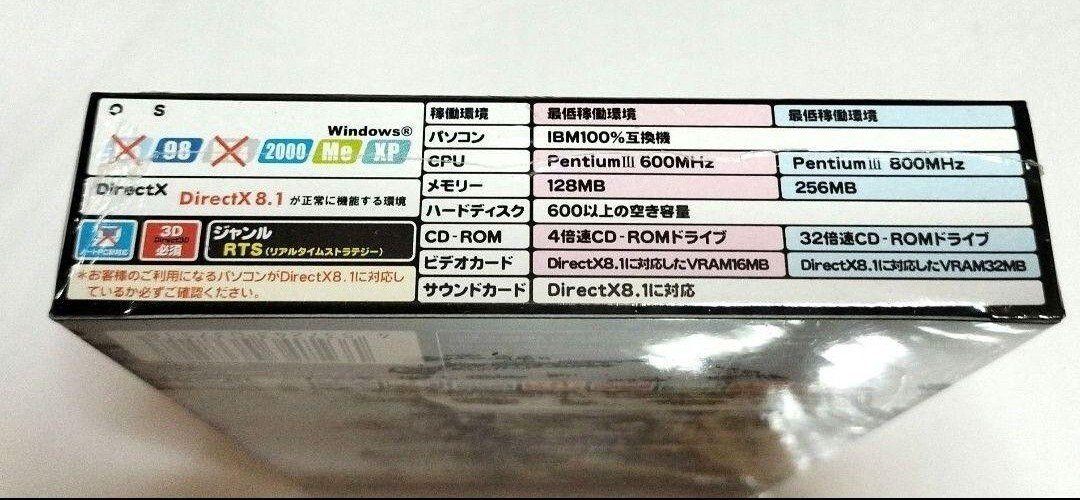 O S
Windows®
98 2000 Me XP
DirectX
DirectX 8.1 が正常に機能する環境
3D
Direct3D
必須
ジャンル
RTS(リアルタイムストラテジー)
*お客様のご利用になるパソコンがDirectX8.1に対応し
ているか必ずご確認ください。
稼働環境 最低稼働環境 最低稼働環境
パソコン IBM100%互換機
CPU PentiumⅢ 600MHz PentiumⅢ 800MHz
メモリー 128MB 256MB
ハードディスク 600以上の空き容量
CD-ROM 4倍速CD-ROMドライブ 32倍速CD-ROMドライブ
ビデオカード DirectX8.1に対応したVRAM16MB DirectX8.1に対応したVRAM32MB
サウンドカード DirectX8.1に対応